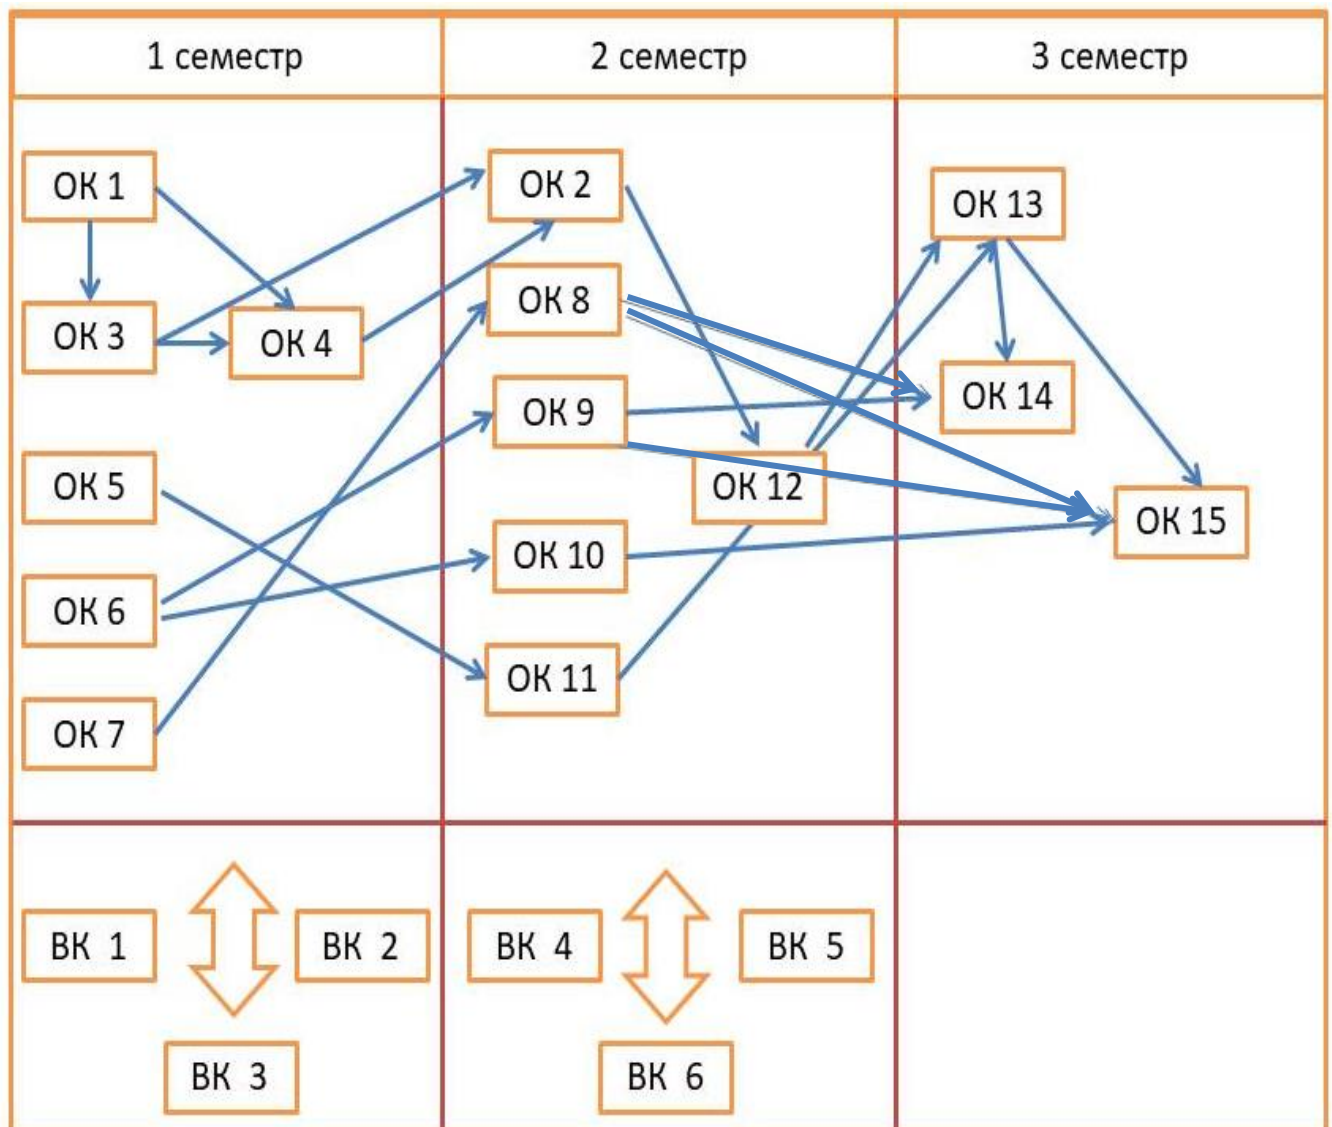 1 семестр
2 семестр
3 семестр
ОК 1
ОК 3
ОК 4
ОК 5
ОК 6
ОК 7
ОК 2
ОК 8
ОК 9
ОК 12
ОК 10
ОК 11
ОК 13
ОК 14
ОК 15
ВК 1
ВК 2
ВК 3
ВК 4
ВК 5
ВК 6